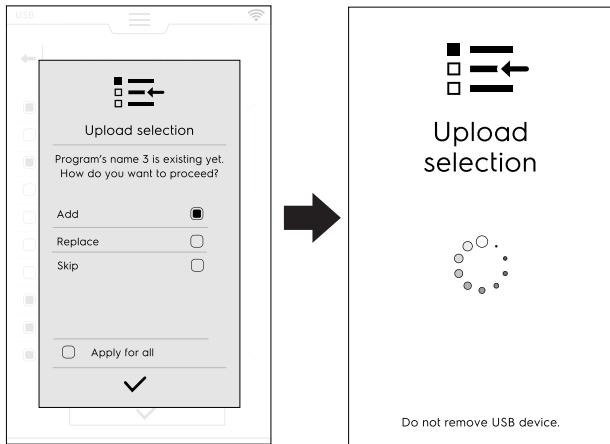 USB
Upload selection
Program's name 3 is existing yet.
How do you want to proceed?
Add
Replace
Skip
Apply for all
Upload
selection
Do not remove USB device.